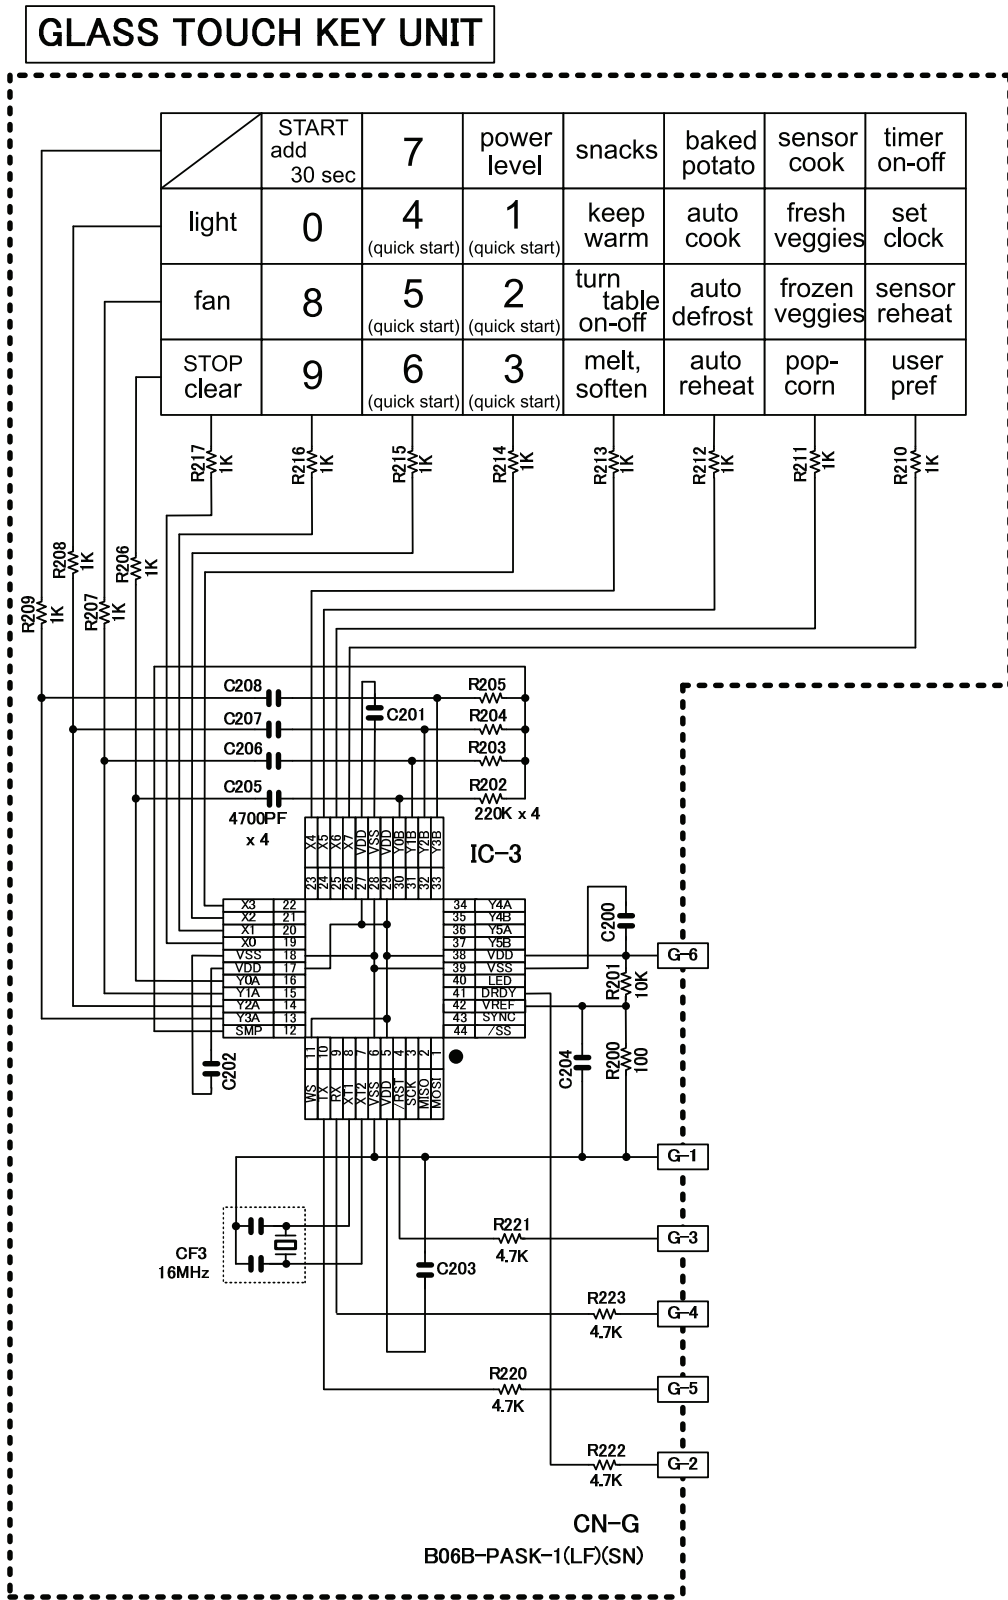 GLASS TOUCH KEY UNIT
START
add
30 sec
7
power
level
snacks
baked
potato
sensor
cook
timer
on-off
light
0
4
(quick start)
1
(quick start)
keep
warm
auto
cook
fresh
veggies
set
clock
fan
8
5
(quick start)
2
(quick start)
turn
table
on-off
auto
defrost
frozen
veggies
sensor
reheat
STOP
clear
9
6
(quick start)
3
(quick start)
melt,
soften
auto
reheat
pop-
corn
user
pref
R217
1K
R216
1K
R215
1K
R214
1K
R213
1K
R212
1K
R211
1K
R210
1K
R209
1K
R208
1K
R207
1K
R206
1K
C208
R205
C201
C207
R204
C206
R203
C205
R202
4700PF
x 4
220K x 4
IC-3
X4
X5
X6
X7
VDD
VSS
VDD
Y0B
Y1B
Y2B
Y3B
23
24
25
26
27
28
29
30
31
32
33
X3 22
X2 21
X1 20
X0 19
VSS 18
VDD 17
Y0A 16
Y1A 15
Y2A 14
Y3A 13
SMP 12
34 Y4A
35 Y4B
36 Y5A
37 Y5B
38 VDD
39 VSS
40 LED
41 DRDY
42 VREF
43 SYNC
44 /SS
11
10
9
8
7
6
5
4
3
2
1
WS
TX
RX
XT1
XT2
VSS
VDD
/RST
SCK
MISO
MOSI
C202
C200
G-6
R201
10K
C204
R200
100
G-1
CF3
16MHz
C203
R221
4.7K
G-3
R223
4.7K
G-4
R220
4.7K
G-5
R222
4.7K
G-2
CN-G
B06B-PASK-1(LF)(SN)